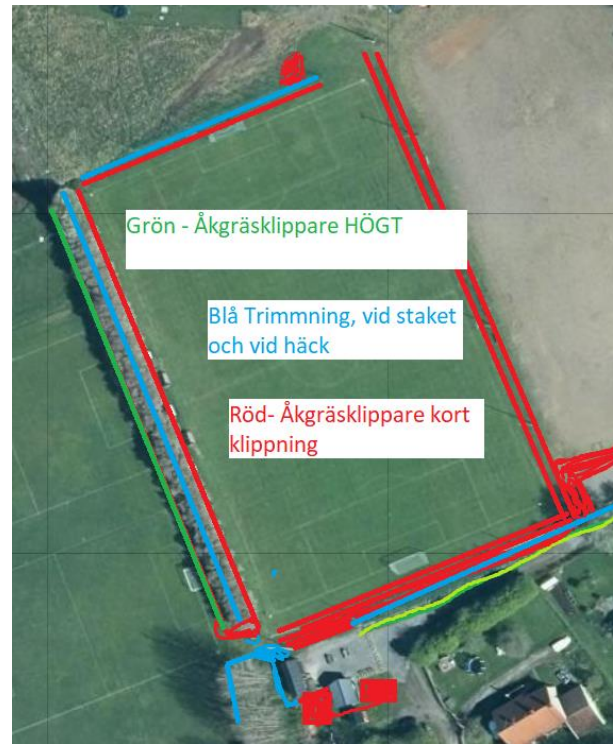 Grön - Åkgräsklippare HÖGT
Blå Trimmning, vid staket
och vid häck
Röd- Åkgräsklippare kort
klippning